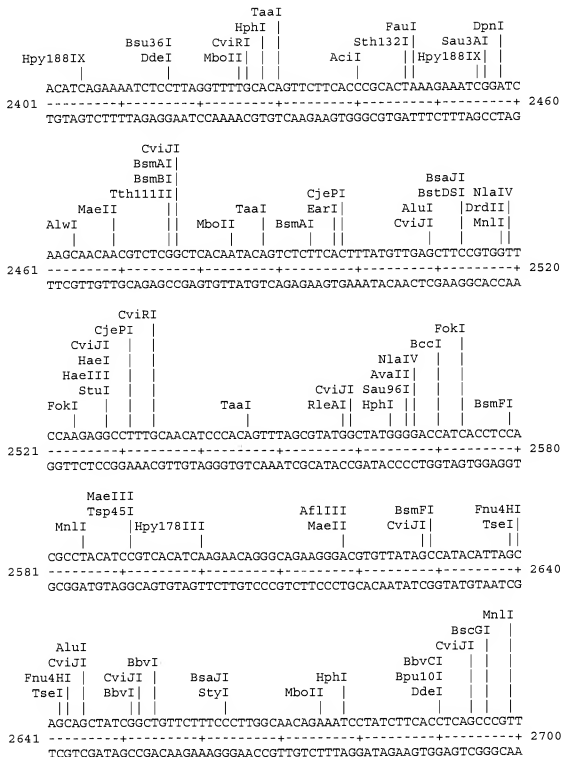 TaaI
HphI FauI DpnI
Bsu36I CviRI Sth132I Sau3AI
Hpy188IX DdeI MboII AciI Hpy188IX
ACATCAGAAAATCTCCTTAGGTTTTGCACAGTTCTTCACCCGCACTAAAGAAATCGGATC
2401 ---------+---------+---------+---------+---------+---------+ 2460
TGTAGTCTTTTAGAGGAATCCAAAACGTGTCAAGAAGTGGGCGTGATTTCTTTAGCCTAG
CviJI
BsmAI BsaJI
BsmBI CjePI BstDSI NlaIV
MaeII Tth111II TaaI EarI AluI DrdII
AlwI MboII BsmAI CviJI MnlI
AAGCAACAACGTCTCGGCTCACAATACAGTCTCTTCACTTTATGTTGAGCTTCCGTGGTT
2461 ---------+---------+---------+---------+---------+---------+ 2520
TTCGTTGTTGCAGAGCCGAGTGTTATGTCAGAGAAGTGAAATACAACTCGAAGGCACCAA
CviRI
CjePI FokI
CviJI BccI
HaeI NlaIV
HaeIII AvaII
StuI CviJI Sau96I
FokI TaaI RleAI HphI BsmFI
CCAAGAGGCCTTTGCAACATCCCACAGTTTAGCGTATGGCTATGGGGACCATCACCTCCA
2521 ---------+---------+---------+---------+---------+---------+ 2580
GGTTCTCCGGAAACGTTGTAGGGTGTCAAATCGCATACCGATACCCCTGGTAGTGGAGGT
MaeIII
Tsp45I AflIII BsmFI Fnu4HI
MnlI Hpy178III MaeII CviJI TseI
CGCCTACATCCGTCACATCAAGAACAGGGCAGAAGGGACGTGTTATAGCCATACATTAGC
2581 ---------+---------+---------+---------+---------+---------+ 2640
GCGGATGTAGGCAGTGTAGTTCTTGTCCCGTCTTCCCTGCACAATATCGGTATGTAATCG
MnlI
BscGI
AluI CviJI
CviJI BbvI BbvCI
Fnu4HI CviJI BsaJI HphI Bpu10I
TseI BbvI StyI MboII DdeI
AGCAGCTATCGGCTGTTCTTTCCCTTGGCAACAGAAATCCTATCTTCACCTCAGCCCGTT
2641 ---------+---------+---------+---------+---------+---------+ 2700
TCGTCGATAGCCGACAAGAAAGGGAACCGTTGTCTTTAGGATAGAAGTGGAGTCGGGCAA